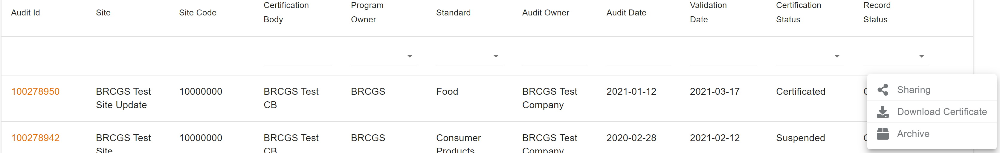 Audit Id Site Site Code Certification Body Program Owner Standard Audit Owner Audit Date Validation Date Certification Status Record Status
100278950 BRCGS Test Site Update 10000000 BRCGS Test CB BRCGS Food BRCGS Test Company 2021-01-12 2021-03-17 Certificated
Sharing
Download Certificate
100278942 BRCGS Test Site 10000000 BRCGS Test CB BRCGS Consumer Products BRCGS Test Company 2020-02-28 2021-02-12 Suspended
Archive